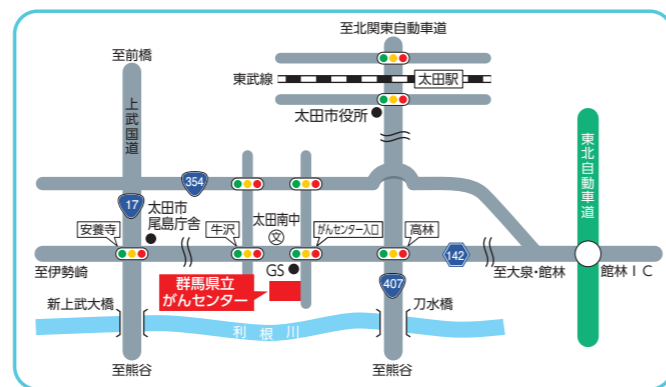 至北関東自動車道
至前橋
東武線
太田駅
太田市役所
上武国道
東北自動車道
354
17
太田市
尾島庁舎
安養寺
牛沢
太田南中
文
がんセンター入口
高林
142
GS
至伊勢崎
至大泉・館林
館林IC
群馬県立
がんセンター
407
新上武大橋
刀水橋
利根川
至熊谷
至熊谷